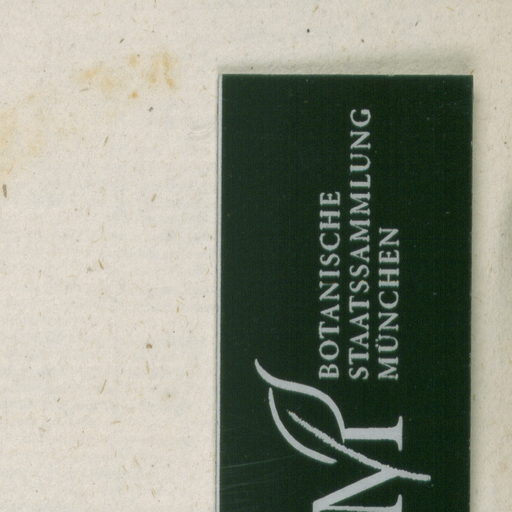 BOTANISCHE
STAATSSAMMLUNG
MÜNCHEN
M